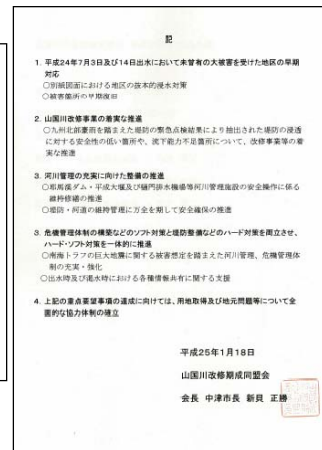 記
1. 平成24年7月3日及び14日出水において未曾有の大被害を受けた地区の早期
対応
○別紙図面における地区の抜本的浸水対策
○被害箇所の早期復旧
2. 山国川改修事業の着実な推進
○九州北部豪雨を踏まえた堤防の緊急点検結果により抽出された堤防の浸透
に対する安全性の低い箇所や、流下能力不足箇所について、改修事業等の着
実な推進
3. 河川管理の充実に向けた整備の推進
○耶馬渓ダム・平成大堰及び樋門排水機場等河川管理施設の安全操作に係る
維持修繕の推進
○堤防・河道の維持管理に万全を期して安全確保の推進
3. 危機管理体制の構築などのソフト対策と堤防整備などのハード対策を両立させ、
ハード・ソフト対策を一体的に推進
○南海トラフの巨大地震に関する被害想定を踏まえた河川管理、危機管理体
制の充実・強化
○出水時及び渇水時における各種情報共有に関する支援
4. 上記の重点要望事項の達成に向けては、用地取得及び地元問題等について全
面的な協力体制の確立
平成25年1月18日
山国川改修期成同盟会
会長 中津市長 新貝 正勝